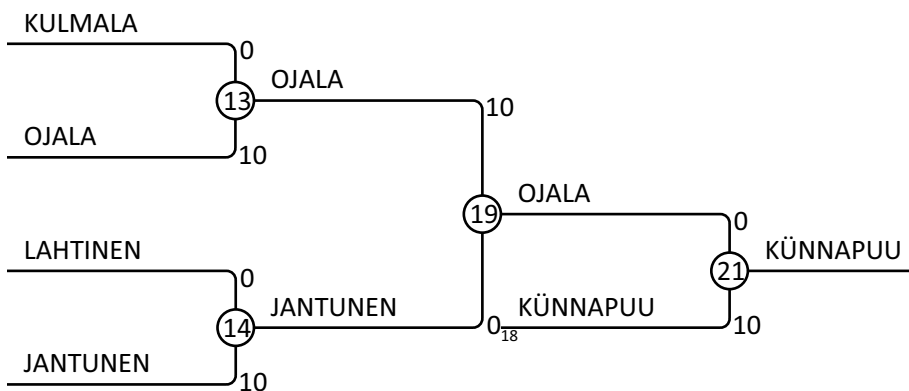 KULMALA
0
13
OJALA
10
OJALA
10
19
OJALA
0
LAHTINEN
0
21
KÜNNAPUU
14
JANTUNEN
0
18
KÜNNAPUU
10
JANTUNEN
10